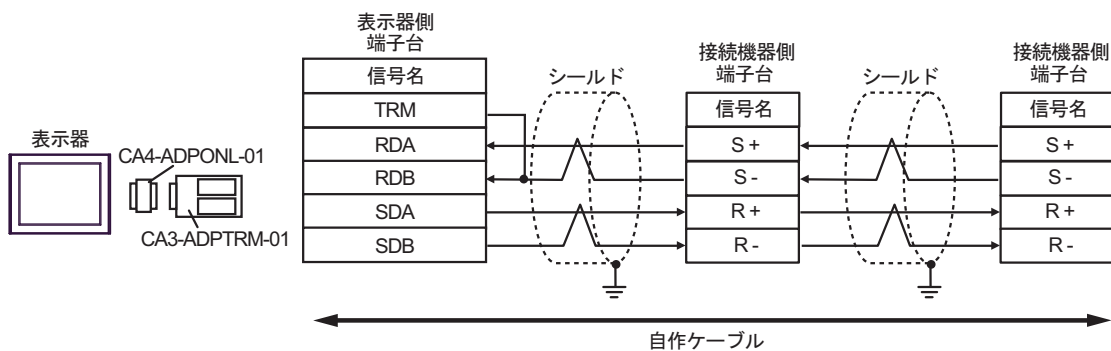 表示器
CA4-ADPONL-01
CA3-ADPTRM-01
表示器側
端子台
信号名
TRM
RDA
RDB
SDA
SDB
シールド
接続機器側
端子台
信号名
S+
S-
R+
R-
シールド
接続機器側
端子台
信号名
S+
S-
R+
R-
自作ケーブル